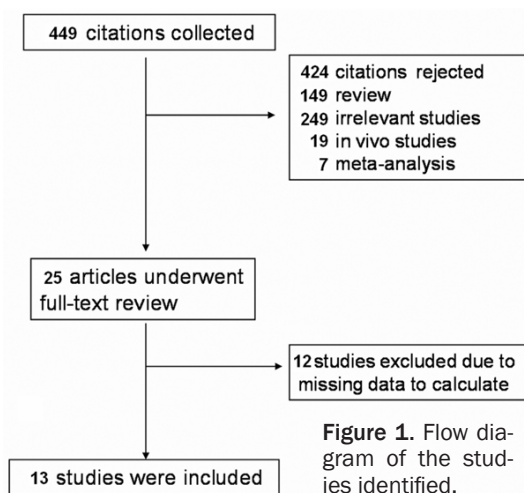 449 citations collected
424 citations rejected
149 review
249 irrelevant studies
19 in vivo studies
7 meta-analysis
25 articles underwent
full-text review
12 studies excluded due to
missing data to calculate
13 studies were included
Figure 1. Flow dia-
gram of the stud-
ies identified.